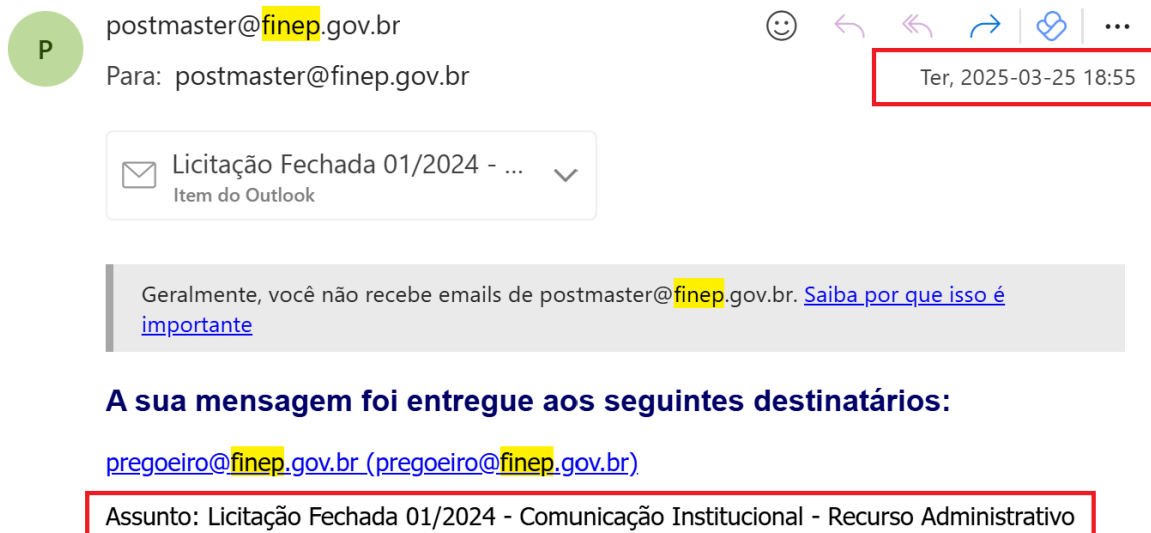 P
postmaster@finep.gov.br
Para: postmaster@finep.gov.br
Ter, 2025-03-25 18:55
Licitação Fechada 01/2024 - ...
Item do Outlook
Geralmente, você não recebe emails de postmaster@finep.gov.br. Saiba por que isso é
importante
A sua mensagem foi entregue aos seguintes destinatários:
pregoeiro@finep.gov.br (pregoeiro@finep.gov.br)
Assunto: Licitação Fechada 01/2024 - Comunicação Institucional - Recurso Administrativo